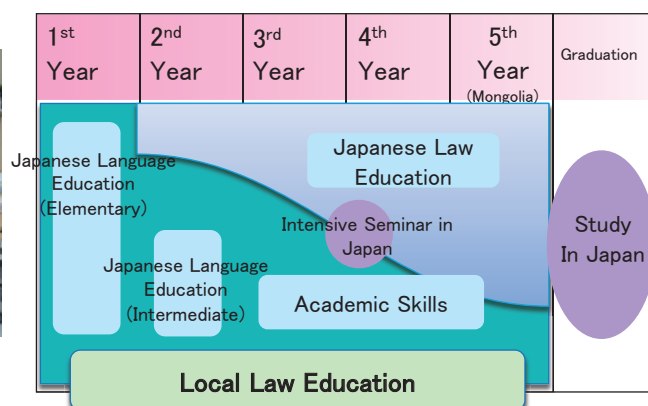 1st
Year
2nd
Year
3rd
Year
4th
Year
5th
Year
(Mongolia)
Graduation
Japanese Language
Education
(Elementary)
Japanese Language
Education
(Intermediate)
Japanese Law
Education
Intensive Seminar in
Japan
Academic Skills
Study
In Japan
Local Law Education